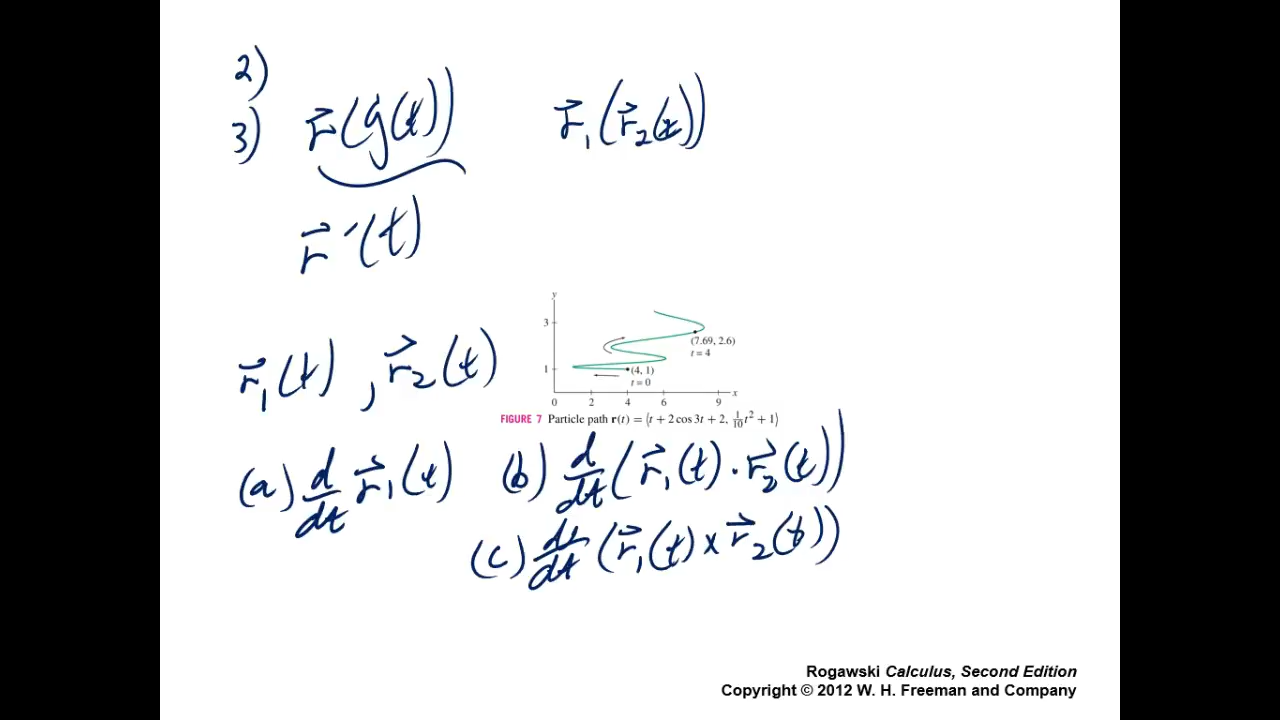 2)
3) r⃗(g(t)) r⃗₁(r⃗₂(t))
r⃗′(t)
r⃗₁(t), r⃗₂(t)
y
3
(7.69, 2.6)
t = 4
1
(4, 1)
t = 0
0 2 4 6 9 x
FIGURE 7 Particle path r(t) = ⟨t + 2 cos 3t + 2, 1/10 t² + 1⟩
(a) d/dt r⃗₁(t) (b) d/dt (r⃗₁(t) · r⃗₂(t))
(c) d/dt (r⃗₁(t) × r⃗₂(t))
Rogawski Calculus, Second Edition
Copyright © 2012 W. H. Freeman and Company